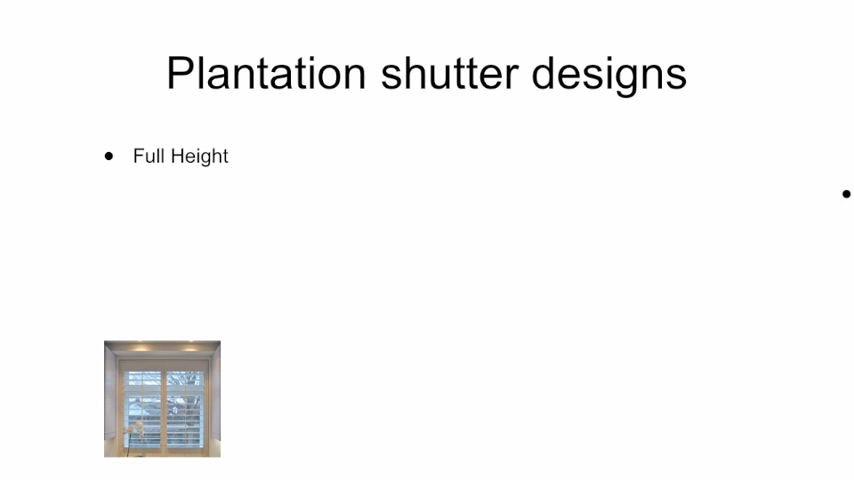 Plantation shutter designs
● Full Height
●